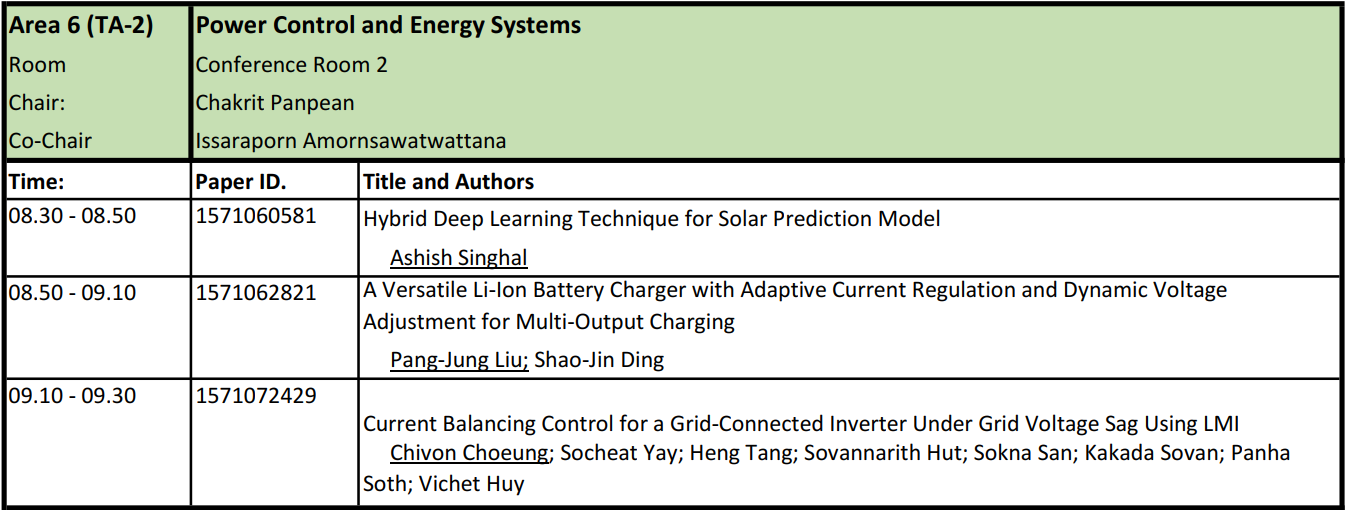 Area 6 (TA-2) Power Control and Energy Systems
Room Conference Room 2
Chair: Chakrit Panpean
Co-Chair Issaraporn Amornsawatwattana
Time: Paper ID. Title and Authors
08.30 - 08.50 1571060581 Hybrid Deep Learning Technique for Solar Prediction Model
Ashish Singhal
08.50 - 09.10 1571062821 A Versatile Li-Ion Battery Charger with Adaptive Current Regulation and Dynamic Voltage
Adjustment for Multi-Output Charging
Pang-Jung Liu; Shao-Jin Ding
09.10 - 09.30 1571072429
Current Balancing Control for a Grid-Connected Inverter Under Grid Voltage Sag Using LMI
Chivon Choeung; Socheat Yay; Heng Tang; Sovannarith Hut; Sokna San; Kakada Sovan; Panha
Soth; Vichet Huy